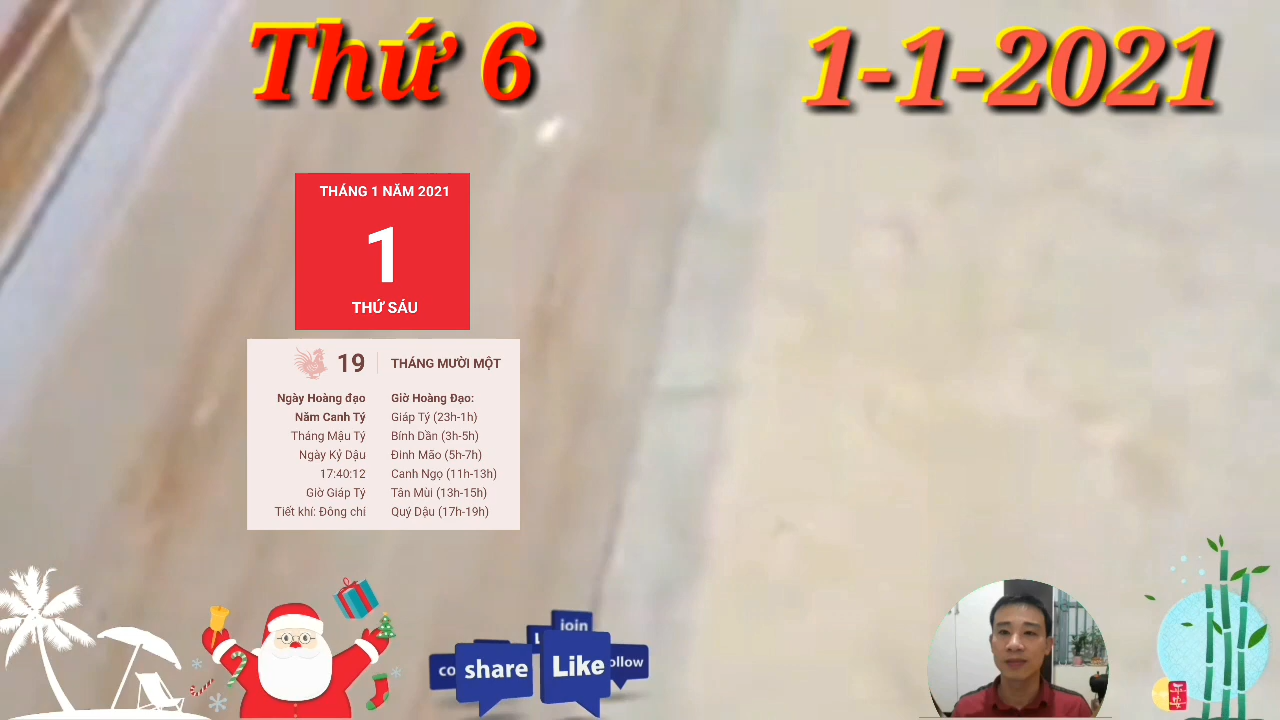 Thứ 6
1-1-2021
THÁNG 1 NĂM 2021
1
THỨ SÁU
19
THÁNG MƯỜI MỘT
Ngày Hoàng đạo
Năm Canh Tý
Tháng Mậu Tý
Ngày Kỷ Dậu
17:40:12
Giờ Giáp Tý
Tiết khí: Đông chí
Giờ Hoàng Đạo:
Giáp Tý (23h-1h)
Bính Dần (3h-5h)
Đinh Mão (5h-7h)
Canh Ngọ (11h-13h)
Tân Mùi (13h-15h)
Quý Dậu (17h-19h)
join
co
share
Like
ollow